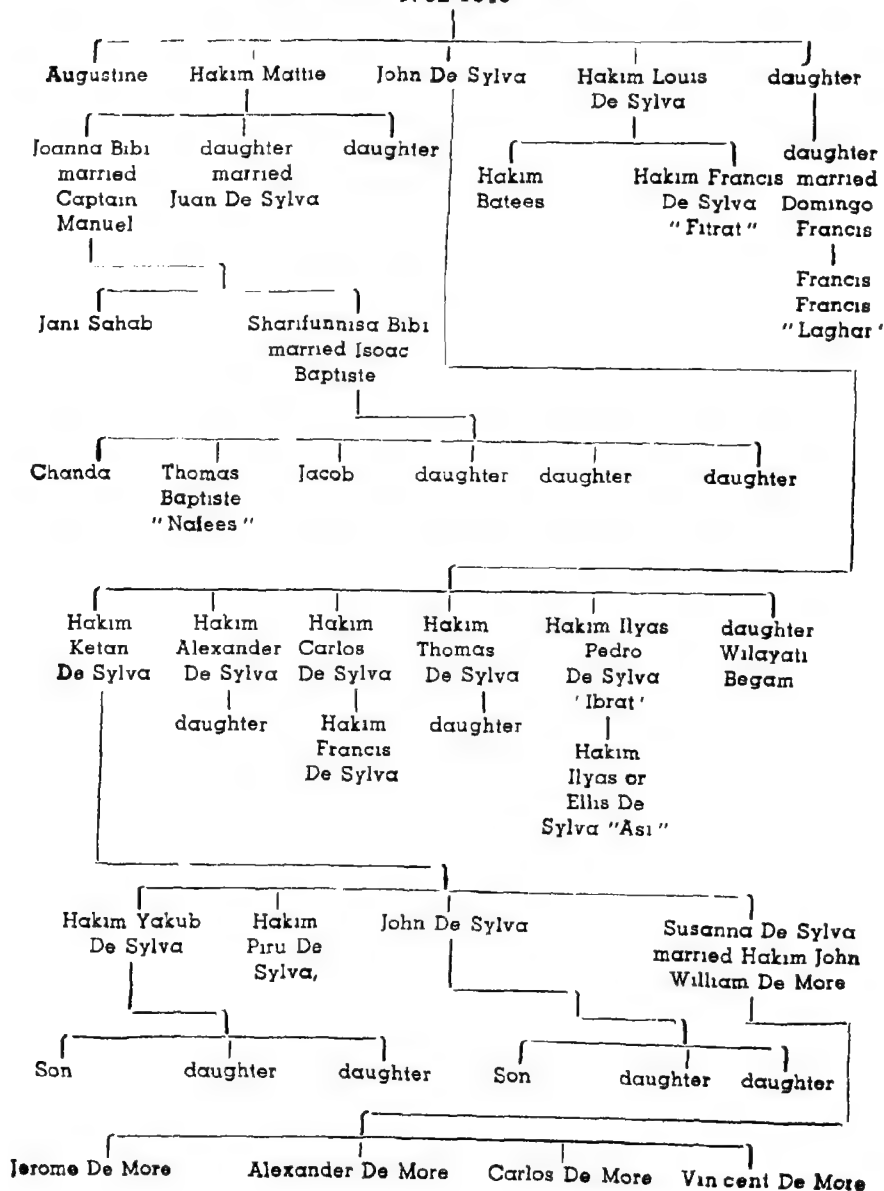 Augustine Hakim Mattie John De Sylva Hakim Louis De Sylva daughter
Joanna Bibi married Captain Manuel
daughter married Juan De Sylva
daughter
Hakim Batees
Hakim Francis De Sylva "Fitrat"
daughter married Domingo Francis
Francis Francis "Laghar"
Jani Sahab
Sharifunnisa Bibi married Isoac Baptiste
Chanda
Thomas Baptiste "Nafees"
Jacob
daughter
daughter
daughter
Hakim Ketan De Sylva
Hakim Alexander De Sylva
Hakim Carlos De Sylva
Hakim Thomas De Sylva
Hakim Ilyas Pedro De Sylva 'Ibrat'
daughter Wilayati Begam
daughter
Hakim Francis De Sylva
daughter
Hakim Ilyas or Ellis De Sylva "Asi"
Hakim Yakub De Sylva
Hakim Piru De Sylva,
John De Sylva
Susanna De Sylva married Hakim John William De More
Son
daughter
daughter
Son
daughter
daughter
Jerome De More
Alexander De More
Carlos De More
Vincent De More